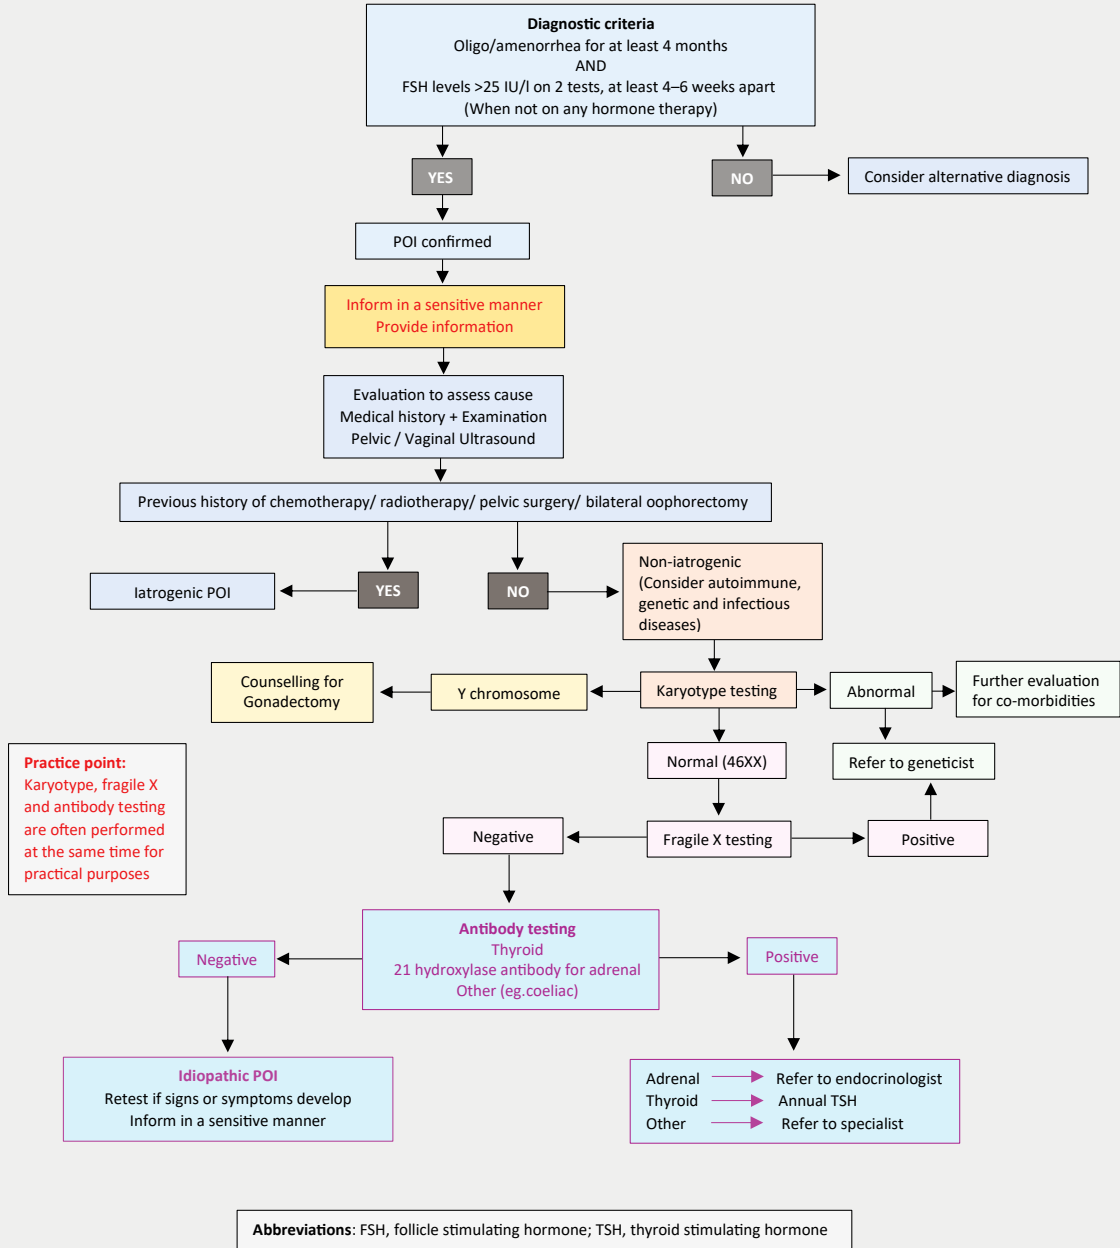 Diagnostic criteria
Oligo/amenorrhea for at least 4 months
AND
FSH levels >25 IU/l on 2 tests, at least 4–6 weeks apart
(When not on any hormone therapy)
YES
NO
Consider alternative diagnosis
POI confirmed
Inform in a sensitive manner
Provide information
Evaluation to assess cause
Medical history + Examination
Pelvic / Vaginal Ultrasound
Previous history of chemotherapy/ radiotherapy/ pelvic surgery/ bilateral oophorectomy
Iatrogenic POI
YES
NO
Non-iatrogenic
(Consider autoimmune,
genetic and infectious
diseases)
Counselling for
Gonadectomy
Y chromosome
Karyotype testing
Abnormal
Further evaluation
for co-morbidities
Practice point:
Karyotype, fragile X
and antibody testing
are often performed
at the same time for
practical purposes
Normal (46XX)
Refer to geneticist
Negative
Fragile X testing
Positive
Antibody testing
Thyroid
21 hydroxylase antibody for adrenal
Other (eg.coeliac)
Negative
Positive
Idiopathic POI
Retest if signs or symptoms develop
Inform in a sensitive manner
Adrenal Refer to endocrinologist
Thyroid Annual TSH
Other Refer to specialist
Abbreviations: FSH, follicle stimulating hormone; TSH, thyroid stimulating hormone